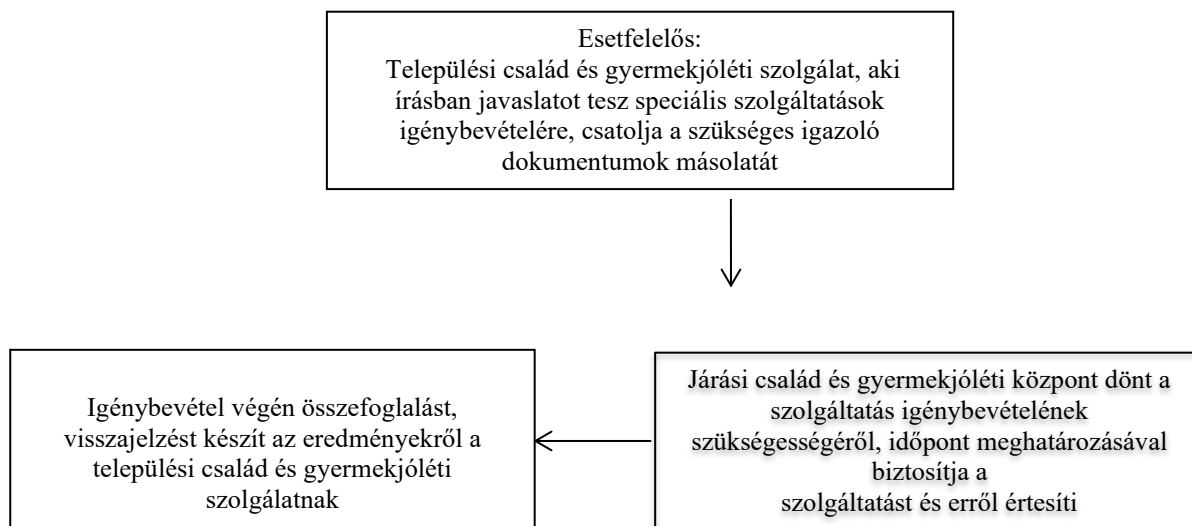 Esetfelelős:
Települési család és gyermekjóléti szolgálat, aki
írásban javaslatot tesz speciális szolgáltatások
igénybevételére, csatolja a szükséges igazoló
dokumentumok másolatát
Járási család és gyermekjóléti központ dönt a
szolgáltatás igénybevételének
szükségességéről, időpont meghatározásával
biztosítja a
szolgáltatást és erről értesíti
Igénybevétel végén összefoglalást,
visszajelzést készít az eredményekről a
települési család és gyermekjóléti
szolgálatnak